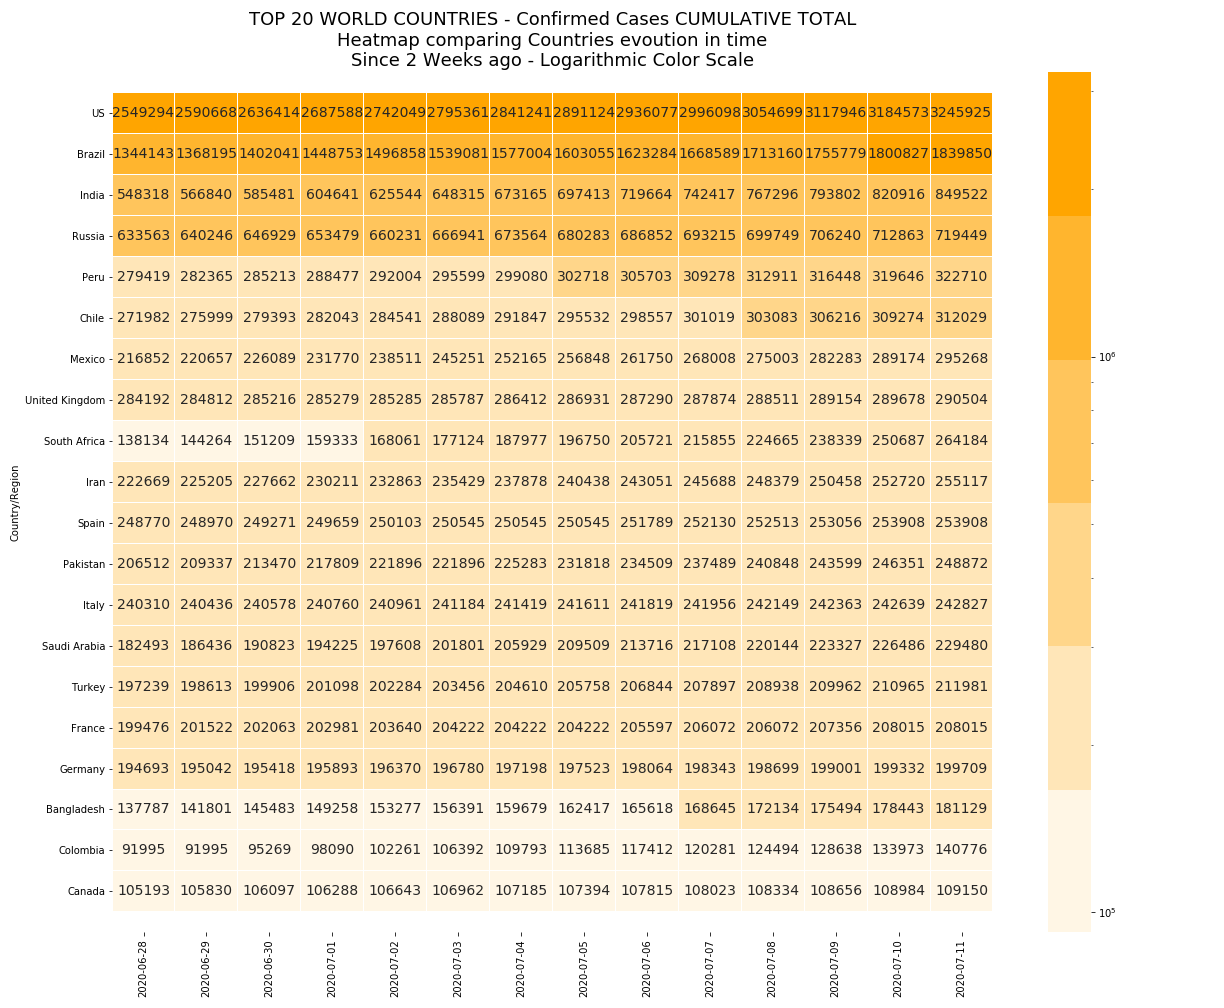 TOP 20 WORLD COUNTRIES - Confirmed Cases CUMULATIVE TOTAL
Heatmap comparing Countries evoution in time
Since 2 Weeks ago - Logarithmic Color Scale
US 2549294 2590668 2636414 2687588 2742049 2795361 2841241 2891124 2936077 2996098 3054699 3117946 3184573 3245925
Brazil 1344143 1368195 1402041 1448753 1496858 1539081 1577004 1603055 1623284 1668589 1713160 1755779 1800827 1839850
India 548318 566840 585481 604641 625544 648315 673165 697413 719664 742417 767296 793802 820916 849522
Russia 633563 640246 646929 653479 660231 666941 673564 680283 686852 693215 699749 706240 712863 719449
Peru 279419 282365 285213 288477 292004 295599 299080 302718 305703 309278 312911 316448 319646 322710
Chile 271982 275999 279393 282043 284541 288089 291847 295532 298557 301019 303083 306216 309274 312029
Mexico 216852 220657 226089 231770 238511 245251 252165 256848 261750 268008 275003 282283 289174 295268
10⁶
United Kingdom 284192 284812 285216 285279 285285 285787 286412 286931 287290 287874 288511 289154 289678 290504
South Africa 138134 144264 151209 159333 168061 177124 187977 196750 205721 215855 224665 238339 250687 264184
Iran 222669 225205 227662 230211 232863 235429 237878 240438 243051 245688 248379 250458 252720 255117
Country/Region
Spain 248770 248970 249271 249659 250103 250545 250545 250545 251789 252130 252513 253056 253908 253908
Pakistan 206512 209337 213470 217809 221896 221896 225283 231818 234509 237489 240848 243599 246351 248872
Italy 240310 240436 240578 240760 240961 241184 241419 241611 241819 241956 242149 242363 242639 242827
Saudi Arabia 182493 186436 190823 194225 197608 201801 205929 209509 213716 217108 220144 223327 226486 229480
Turkey 197239 198613 199906 201098 202284 203456 204610 205758 206844 207897 208938 209962 210965 211981
France 199476 201522 202063 202981 203640 204222 204222 204222 205597 206072 206072 207356 208015 208015
Germany 194693 195042 195418 195893 196370 196780 197198 197523 198064 198343 198699 199001 199332 199709
Bangladesh 137787 141801 145483 149258 153277 156391 159679 162417 165618 168645 172134 175494 178443 181129
Colombia 91995 91995 95269 98090 102261 106392 109793 113685 117412 120281 124494 128638 133973 140776
Canada 105193 105830 106097 106288 106643 106962 107185 107394 107815 108023 108334 108656 108984 109150
10⁵
2020-06-28 2020-06-29 2020-06-30 2020-07-01 2020-07-02 2020-07-03 2020-07-04 2020-07-05 2020-07-06 2020-07-07 2020-07-08 2020-07-09 2020-07-10 2020-07-11